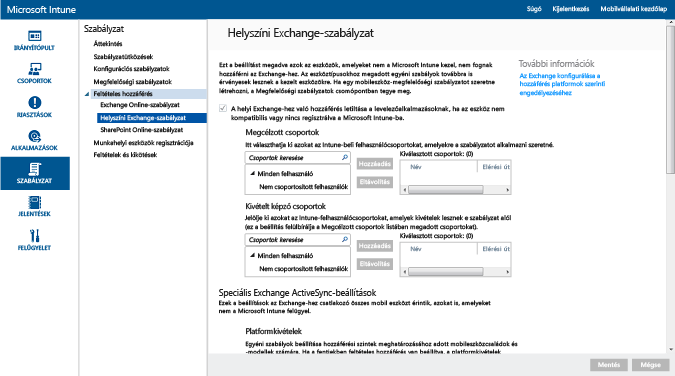 Microsoft Intune
Súgó
Kijelentkezés
Mobilvállalati kezdőlap
IRÁNYÍTÓPULT
CSOPORTOK
RIASZTÁSOK
ALKALMAZÁSOK
SZABÁLYZAT
JELENTÉSEK
FELÜGYELET
Szabályzat
Áttekintés
Szabályzatütközések
Konfigurációs szabályzatok
Megfelelőségi szabályzatok
Feltételes hozzáférés
Exchange Online-szabályzat
Helyszíni Exchange-szabályzat
SharePoint Online-szabályzat
Munkahelyi eszközök regisztrációja
Feltételek és kikötések
Helyszíni Exchange-szabályzat
Ezt a beállítást megadva azok az eszközök, amelyeket nem a Microsoft Intune kezel, nem fognak
hozzáférni az Exchange-hez. Az eszköztípusokhoz megadott egyéni szabályok továbbra is
érvényesek lesznek a kezelt eszközökre. Ha egy mobileszköz-megfelelőségi szabályzatot szeretne
létrehozni, a Megfelelőségi szabályzatok csomópontban tegye meg.
További információk
Az Exchange konfigurálása a
hozzáférés platformok szerinti
engedélyezéséhez
A helyi Exchange-hez való hozzáférés letiltása a levelezőalkalmazásoknak, ha az eszköz nem
kompatibilis vagy nincs regisztrálva a Microsoft Intune-ba.
Megcélzott csoportok
Itt választhatja ki azokat az Intune-beli felhasználócsoportokat, amelyekre a szabályzatot alkalmazni szeretné.
Csoportok keresése
Minden felhasználó
Nem csoportosított felhasználók
Hozzáadás
Eltávolítás
Kiválasztott csoportok: (0)
Név
Elérési út
Kivételt képző csoportok
Jelölje ki azokat az Intune-felhasználócsoportokat, amelyek kivételek lesznek e szabályzat alól
(ez a beállítás felülbírálja a Megcélzott csoportok listában megadott csoportokat).
Csoportok keresése
Minden felhasználó
Nem csoportosított felhasználók
Hozzáadás
Eltávolítás
Kiválasztott csoportok: (0)
Név
Elérési út
Speciális Exchange ActiveSync-beállítások
Ezek a beállítások az Exchange-hez csatlakozó összes mobil eszközt érintik, azokat is, amelyeket
nem a Microsoft Intune felügyel.
Platformkivételek
Egyéni szabályok beállítása hozzáférési szintek meghatározásához adott mobileszközcsaládok és
-modellek számára. Ha a fentiekben feltételes hozzáférés van beállítva, a platformkivételek
Mentés
Mégse